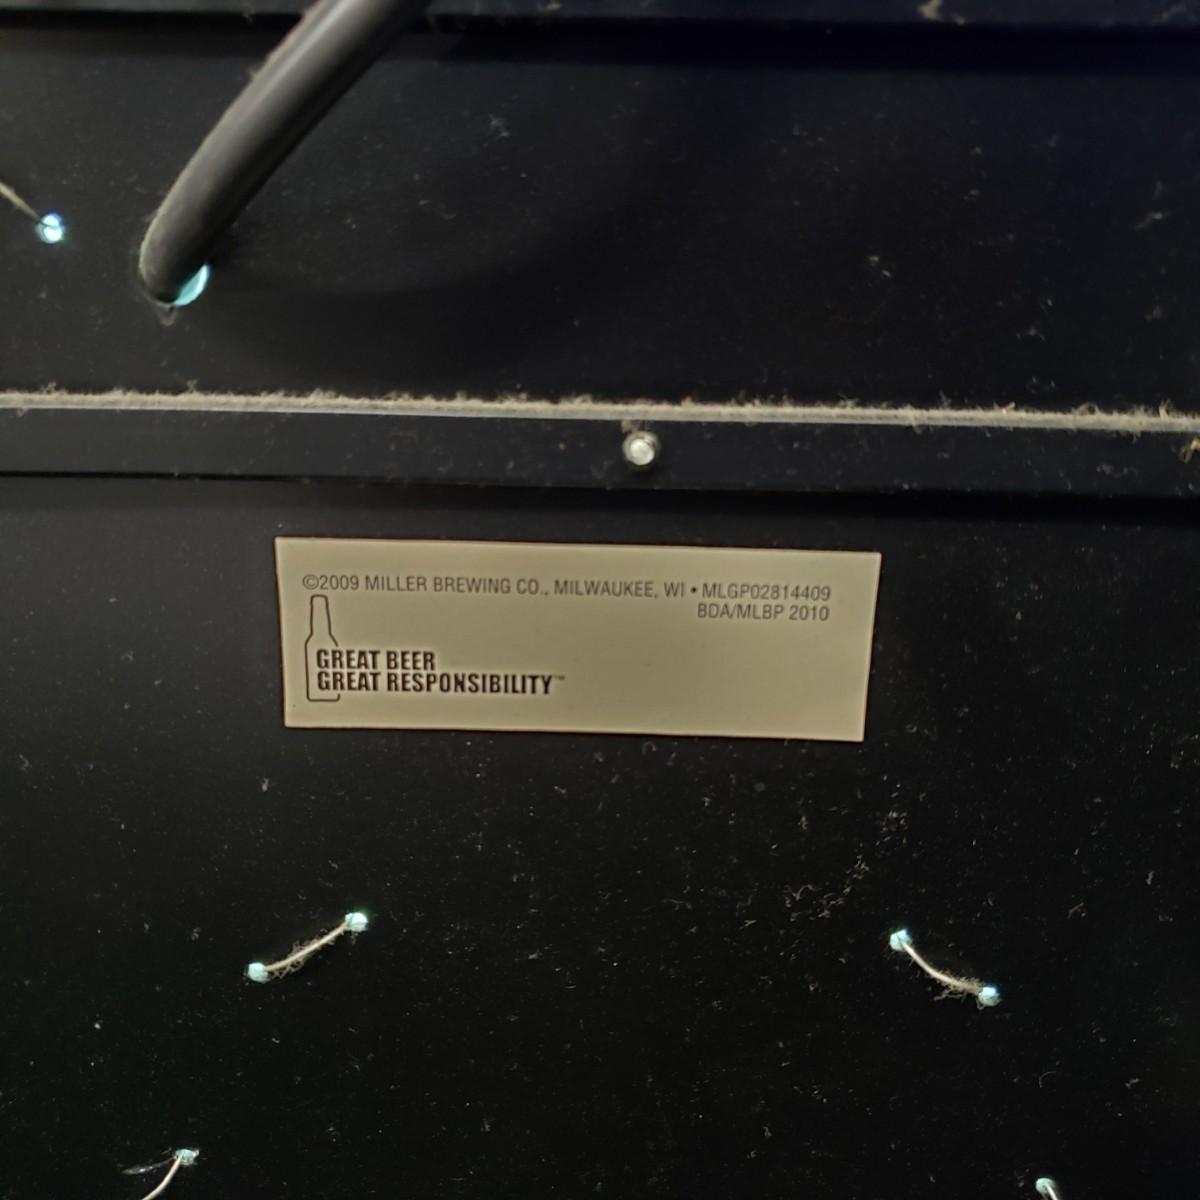 ©2009 MILLER BREWING CO., MILWAUKEE, WI • MLGP02814409
BDA/MLBP 2010
GREAT BEER
GREAT RESPONSIBILITY™